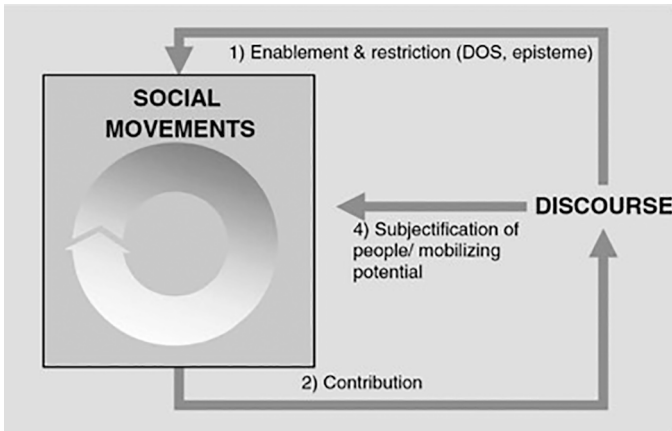 1) Enablement & restriction (DOS, episteme)
SOCIAL
MOVEMENTS
DISCOURSE
4) Subjectification of
people/ mobilizing
potential
2) Contribution